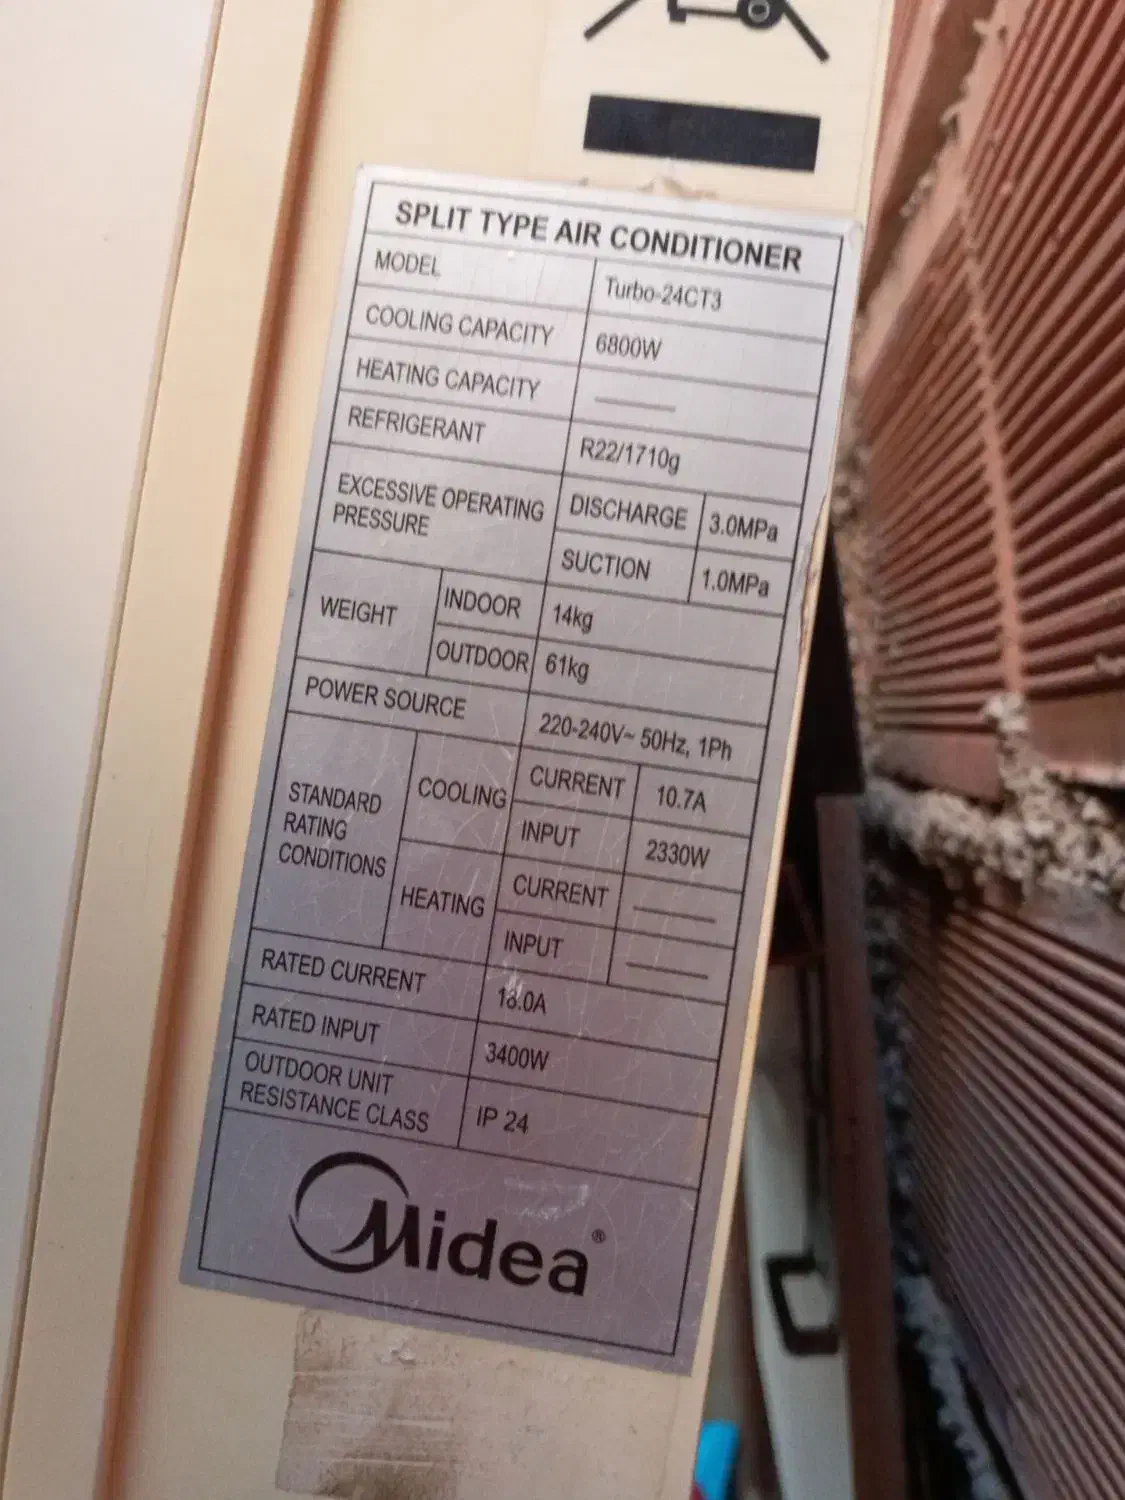 SPLIT TYPE AIR CONDITIONER
MODEL Turbo-24CT3
COOLING CAPACITY 6800W
HEATING CAPACITY
REFRIGERANT R22/1710g
EXCESSIVE OPERATING
PRESSURE
DISCHARGE 3.0MPa
SUCTION 1.0MPa
WEIGHT
INDOOR 14kg
OUTDOOR 61kg
POWER SOURCE 220-240V~ 50Hz, 1Ph
STANDARD
RATING
CONDITIONS
COOLING
CURRENT 10.7A
INPUT 2330W
HEATING
CURRENT
INPUT
RATED CURRENT 18.0A
RATED INPUT 3400W
OUTDOOR UNIT
RESISTANCE CLASS
IP 24
Midea®